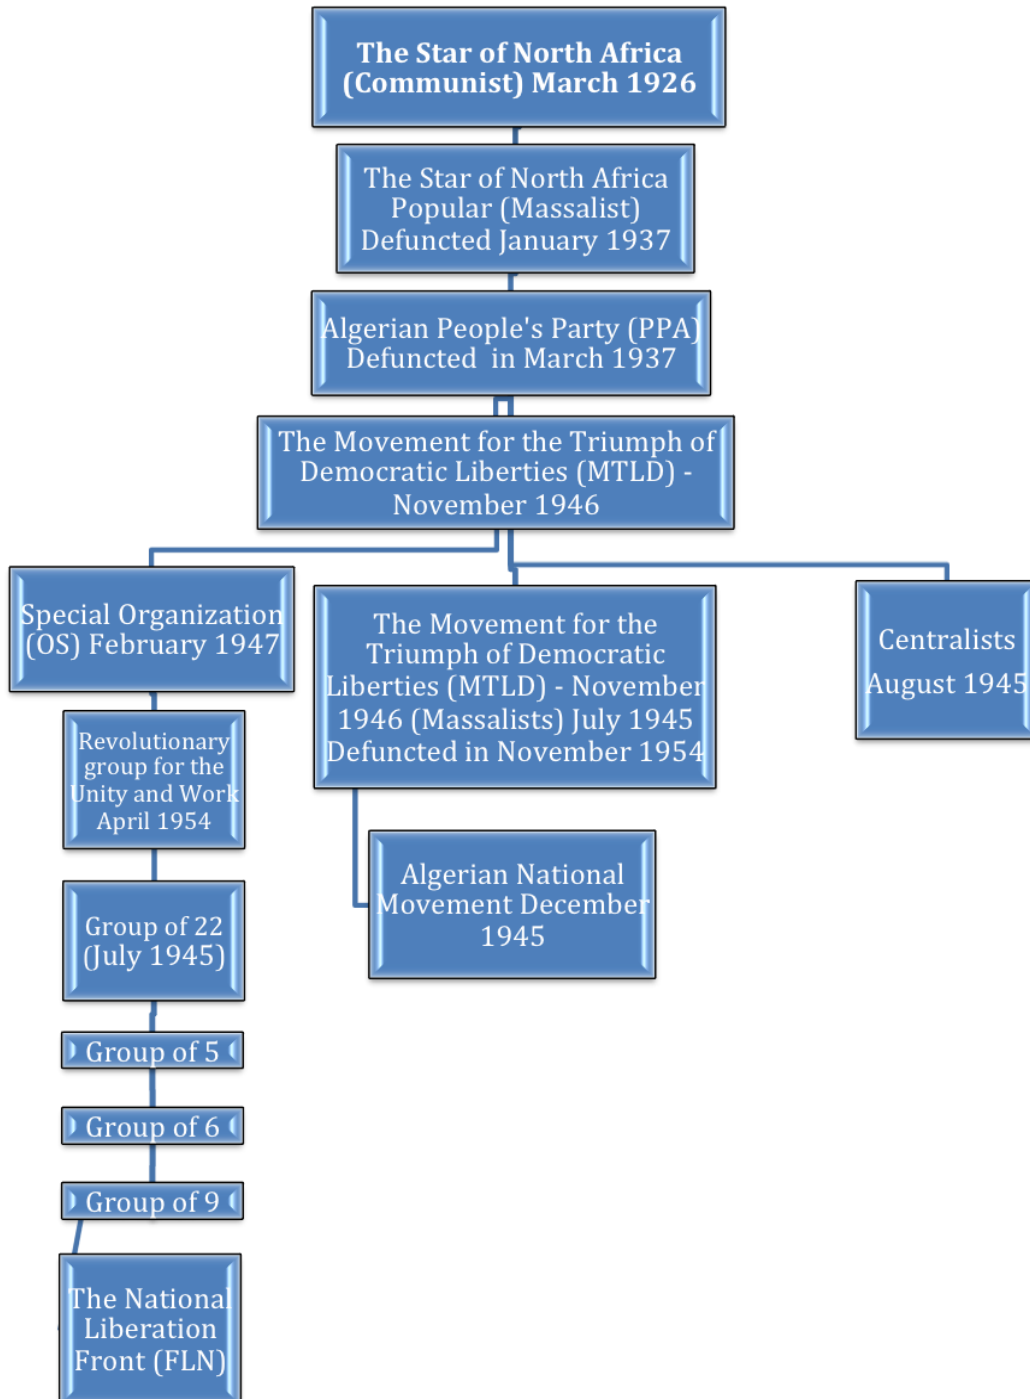 The Star of North Africa
(Communist) March 1926
The Star of North Africa
Popular (Massalist)
Defuncted January 1937
Algerian People's Party (PPA)
Defuncted in March 1937
The Movement for the Triumph of
Democratic Liberties (MTLD) -
November 1946
Special Organization
(OS) February 1947
Revolutionary
group for the
Unity and Work
April 1954
Group of 22
(July 1945)
Group of 5
Group of 6
Group of 9
The National
Liberation
Front (FLN)
The Movement for the
Triumph of Democratic
Liberties (MTLD) - November
1946 (Massalists) July 1945
Defuncted in November 1954
Algerian National
Movement December
1945
Centralists
August 1945